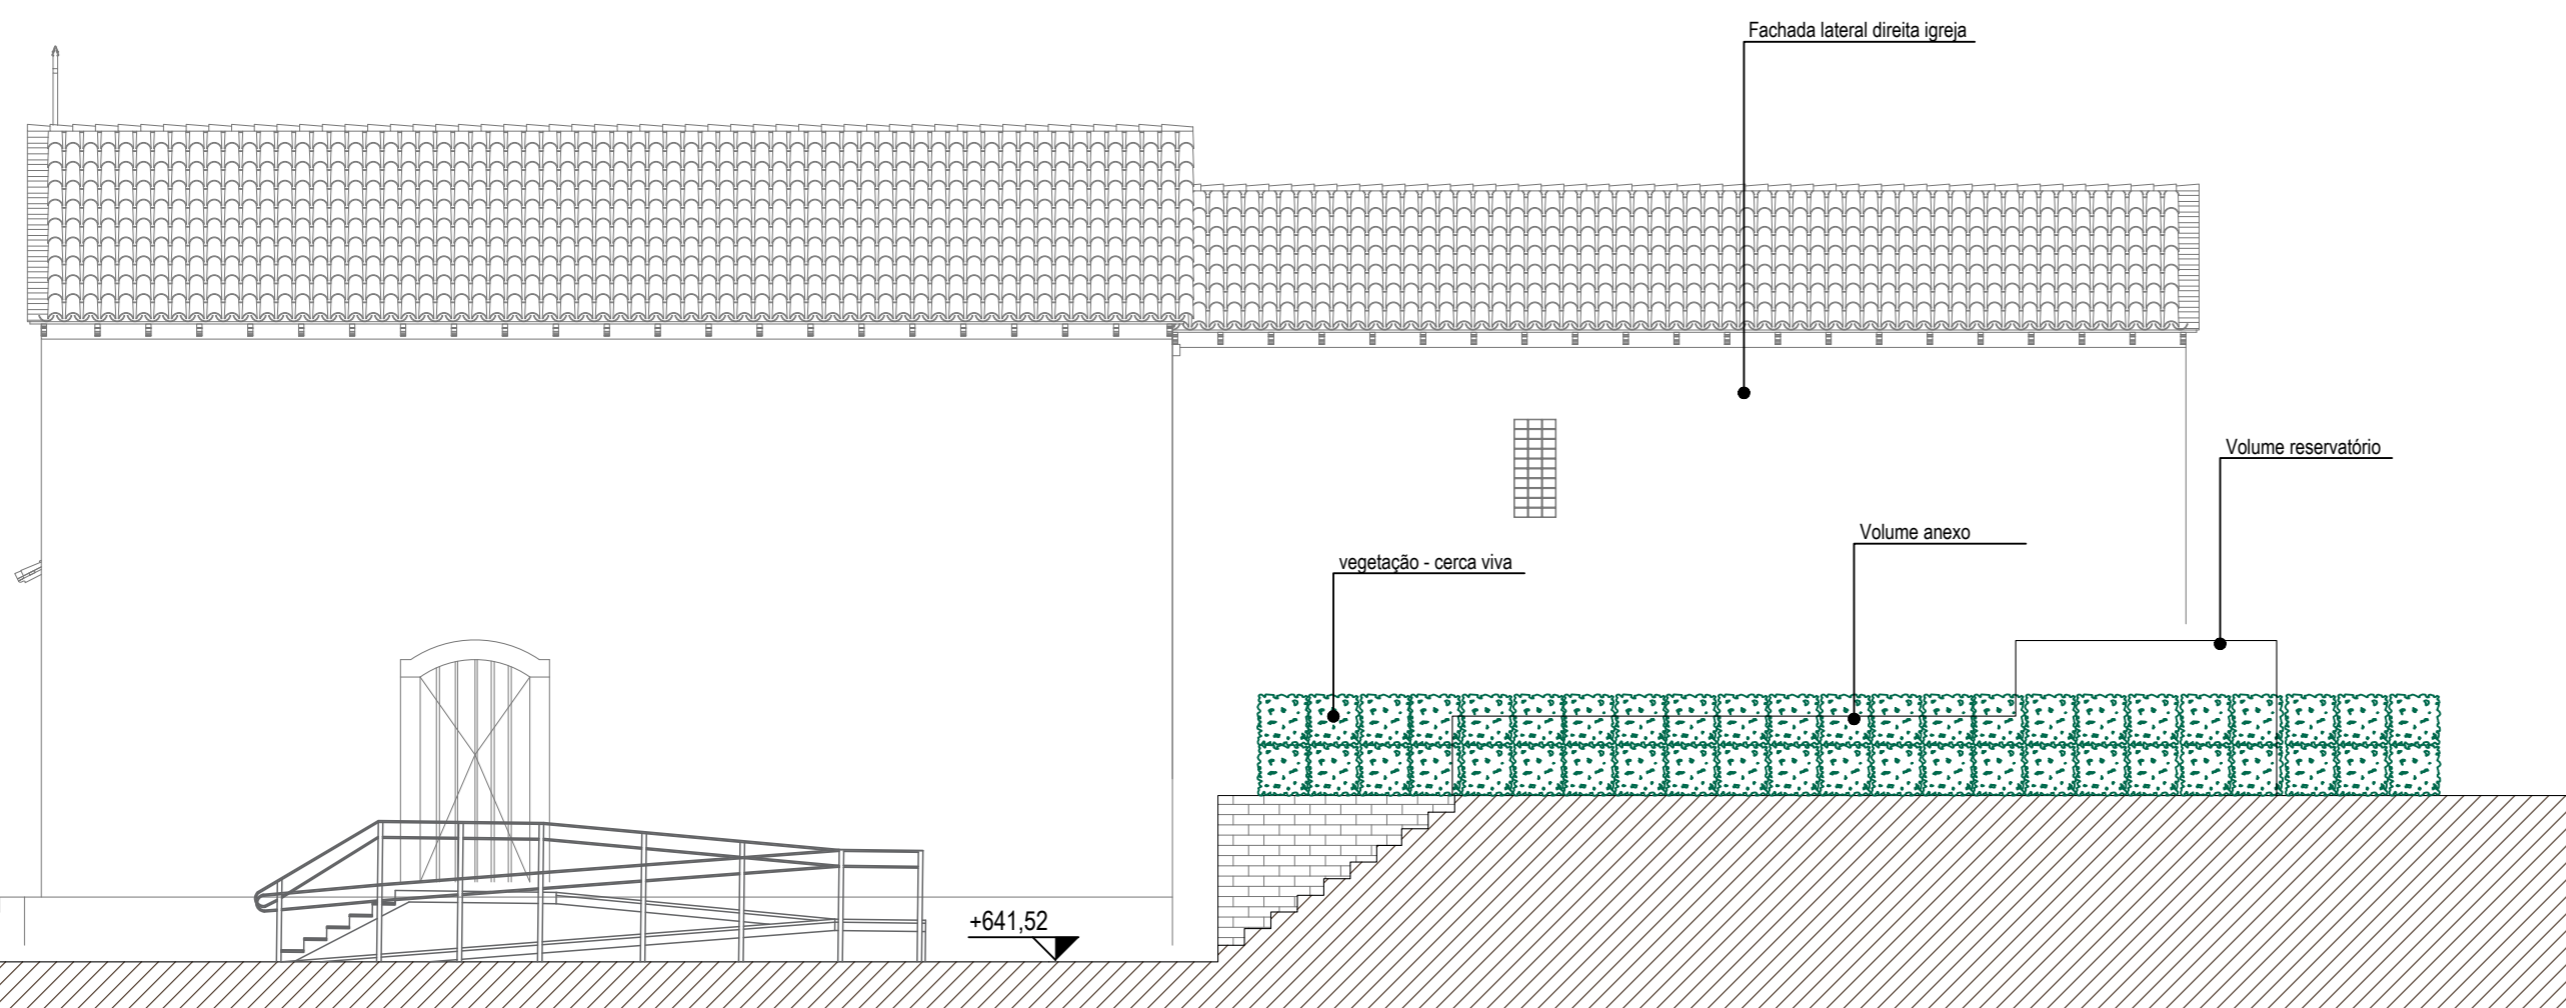 Fachada lateral direita igreja
Volume reservatório
Volume anexo
vegetação - cerca viva
+641,52